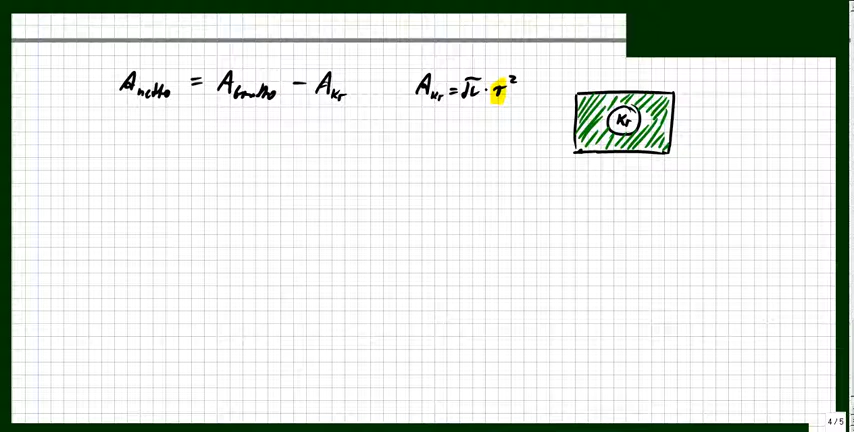 A_netto = A_brutto - A_Kr   A_Kr = π · r²
Kr
4/5